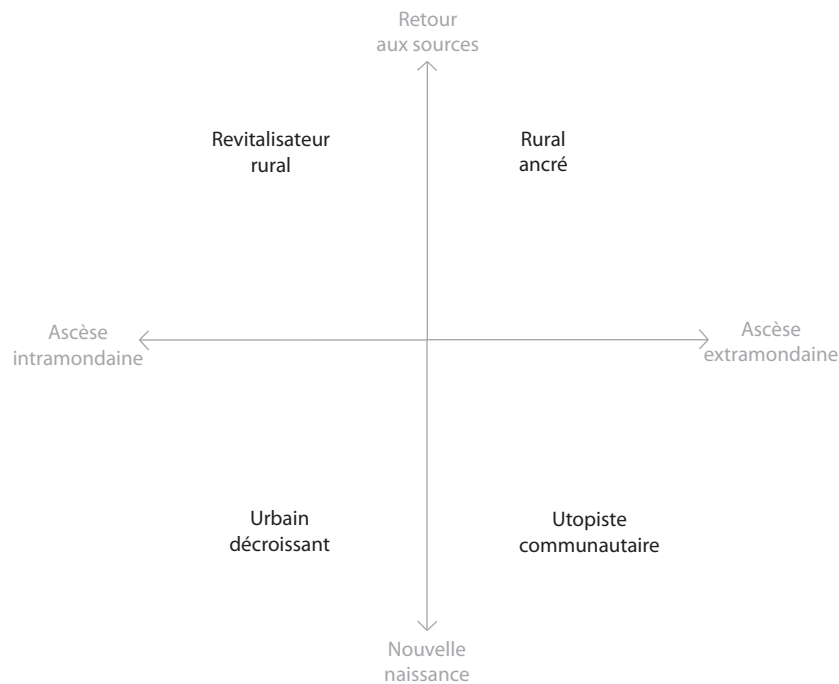 Retour
aux sources
Revitalisateur
rural
Rural
ancré
Ascèse
intramondaine
Ascèse
extramondaine
Urbain
décroissant
Utopiste
communautaire
Nouvelle
naissance